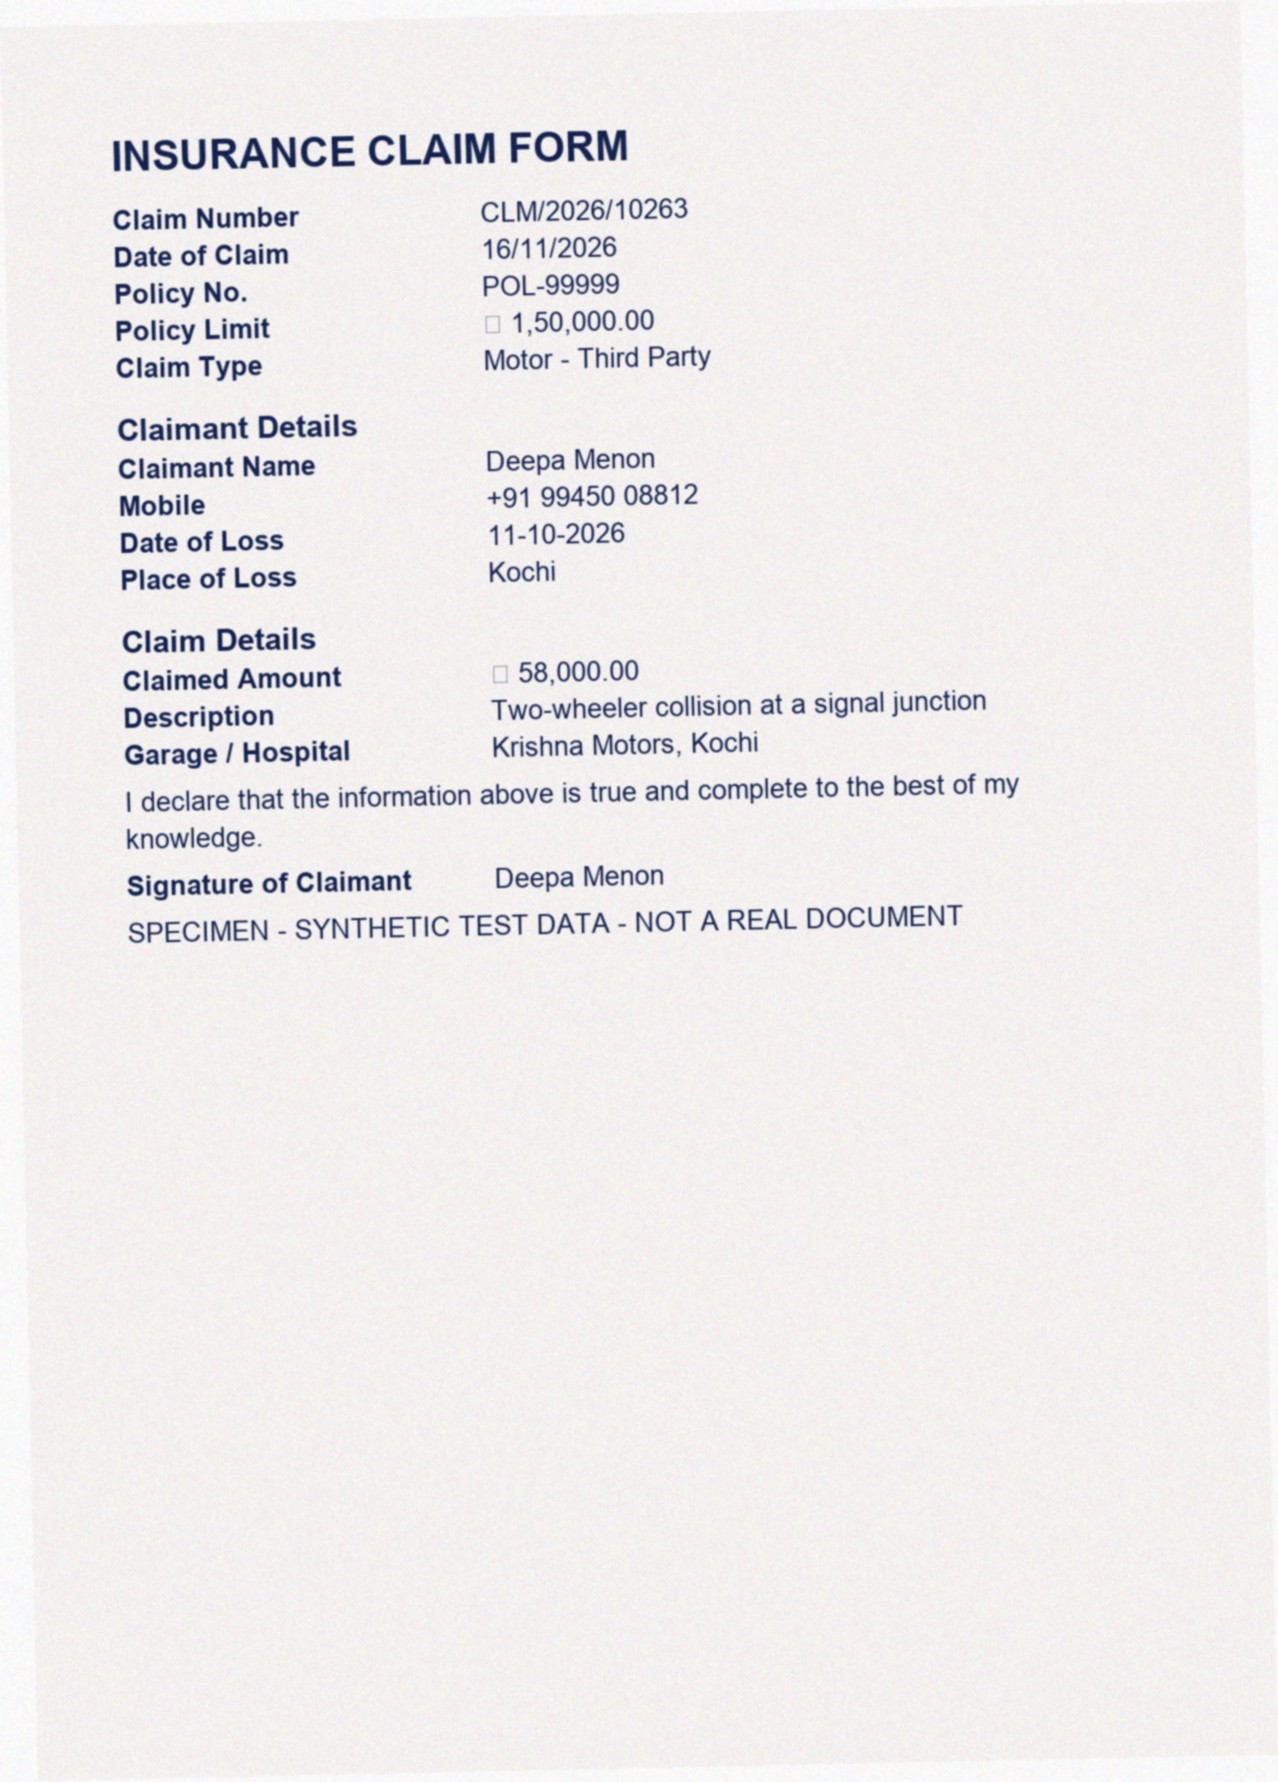 INSURANCE CLAIM FORM
Claim Number CLM/2026/10263
Date of Claim 16/11/2026
Policy No. POL-99999
Policy Limit □ 1,50,000.00
Claim Type Motor - Third Party
Claimant Details
Claimant Name Deepa Menon
Mobile +91 99450 08812
Date of Loss 11-10-2026
Place of Loss Kochi
Claim Details
Claimed Amount □ 58,000.00
Description Two-wheeler collision at a signal junction
Garage / Hospital Krishna Motors, Kochi
I declare that the information above is true and complete to the best of my
knowledge.
Signature of Claimant Deepa Menon
SPECIMEN - SYNTHETIC TEST DATA - NOT A REAL DOCUMENT